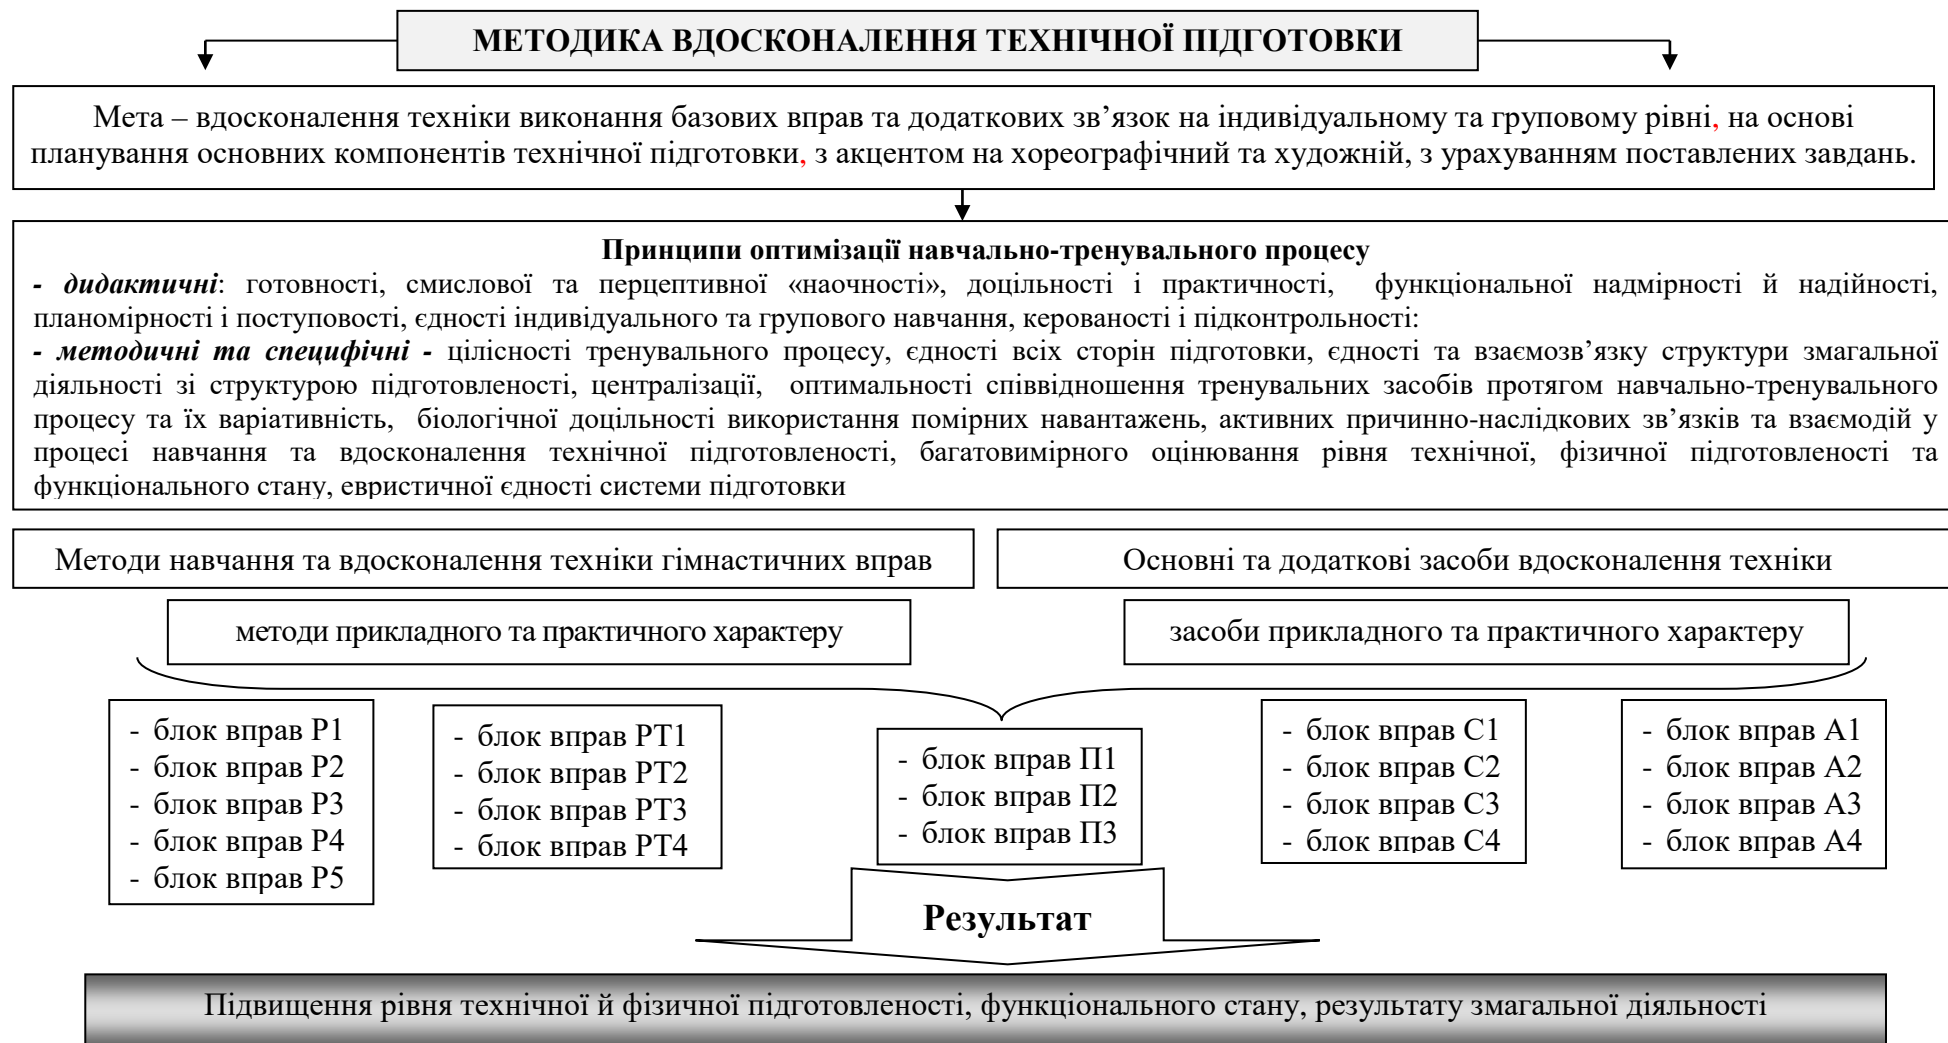 МЕТОДИКА ВДОСКОНАЛЕННЯ ТЕХНІЧНОЇ ПІДГОТОВКИ
Мета – вдосконалення техніки виконання базових вправ та додаткових зв’язок на індивідуальному та груповому рівні, на основі
планування основних компонентів технічної підготовки, з акцентом на хореографічний та художній, з урахуванням поставлених завдань.
Принципи оптимізації навчально-тренувального процесу
- дидактичні: готовності, смислової та перцептивної «наочності», доцільності і практичності, функціональної надмірності й надійності,
планомірності і поступовості, єдності індивідуального та групового навчання, керованості і підконтрольності:
- методичні та специфічні - цілісності тренувального процесу, єдності всіх сторін підготовки, єдності та взаємозв’язку структури змагальної
діяльності зі структурою підготовленості, централізації, оптимальності співвідношення тренувальних засобів протягом навчально-тренувального
процесу та їх варіативність, біологічної доцільності використання помірних навантажень, активних причинно-наслідкових зв’язків та взаємодій у
процесі навчання та вдосконалення технічної підготовленості, багатовимірного оцінювання рівня технічної, фізичної підготовленості та
функціонального стану, евристичної єдності системи підготовки
Методи навчання та вдосконалення техніки гімнастичних вправ
Основні та додаткові засоби вдосконалення техніки
методи прикладного та практичного характеру
засоби прикладного та практичного характеру
- блок вправ Р1
- блок вправ Р2
- блок вправ Р3
- блок вправ Р4
- блок вправ Р5
- блок вправ РТ1
- блок вправ РТ2
- блок вправ РТ3
- блок вправ РТ4
- блок вправ П1
- блок вправ П2
- блок вправ П3
- блок вправ С1
- блок вправ С2
- блок вправ С3
- блок вправ С4
- блок вправ А1
- блок вправ А2
- блок вправ А3
- блок вправ А4
Результат
Підвищення рівня технічної й фізичної підготовленості, функціонального стану, результату змагальної діяльності